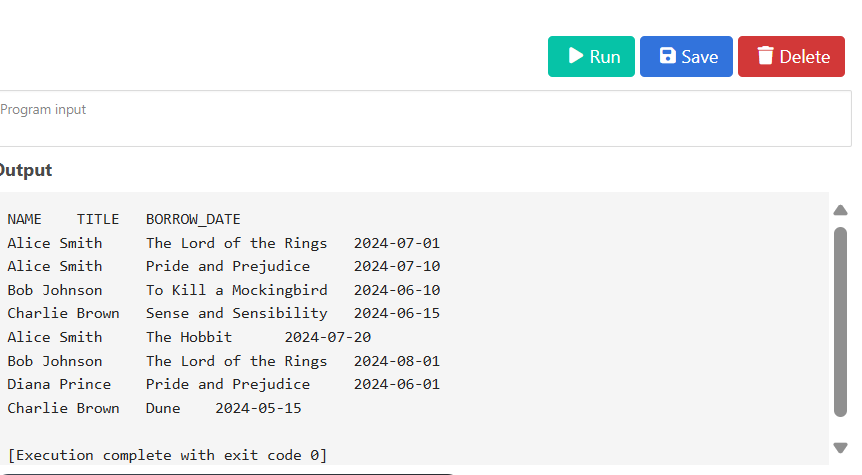 Run Save Delete
Program input
Output
NAME TITLE BORROW_DATE
Alice Smith The Lord of the Rings 2024-07-01
Alice Smith Pride and Prejudice 2024-07-10
Bob Johnson To Kill a Mockingbird 2024-06-10
Charlie Brown Sense and Sensibility 2024-06-15
Alice Smith The Hobbit 2024-07-20
Bob Johnson The Lord of the Rings 2024-08-01
Diana Prince Pride and Prejudice 2024-06-01
Charlie Brown Dune 2024-05-15
[Execution complete with exit code 0]